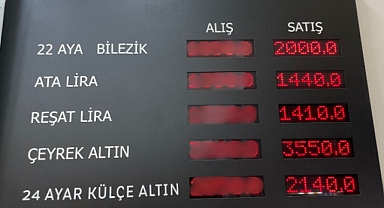 ALIŞ SATIŞ
22 AYA BİLEZİK 2000.0
ATA LİRA 1440.0
REŞAT LİRA 1410.0
ÇEYREK ALTIN 3550.0
24 AYAR KÜLÇE ALTIN 2140.0